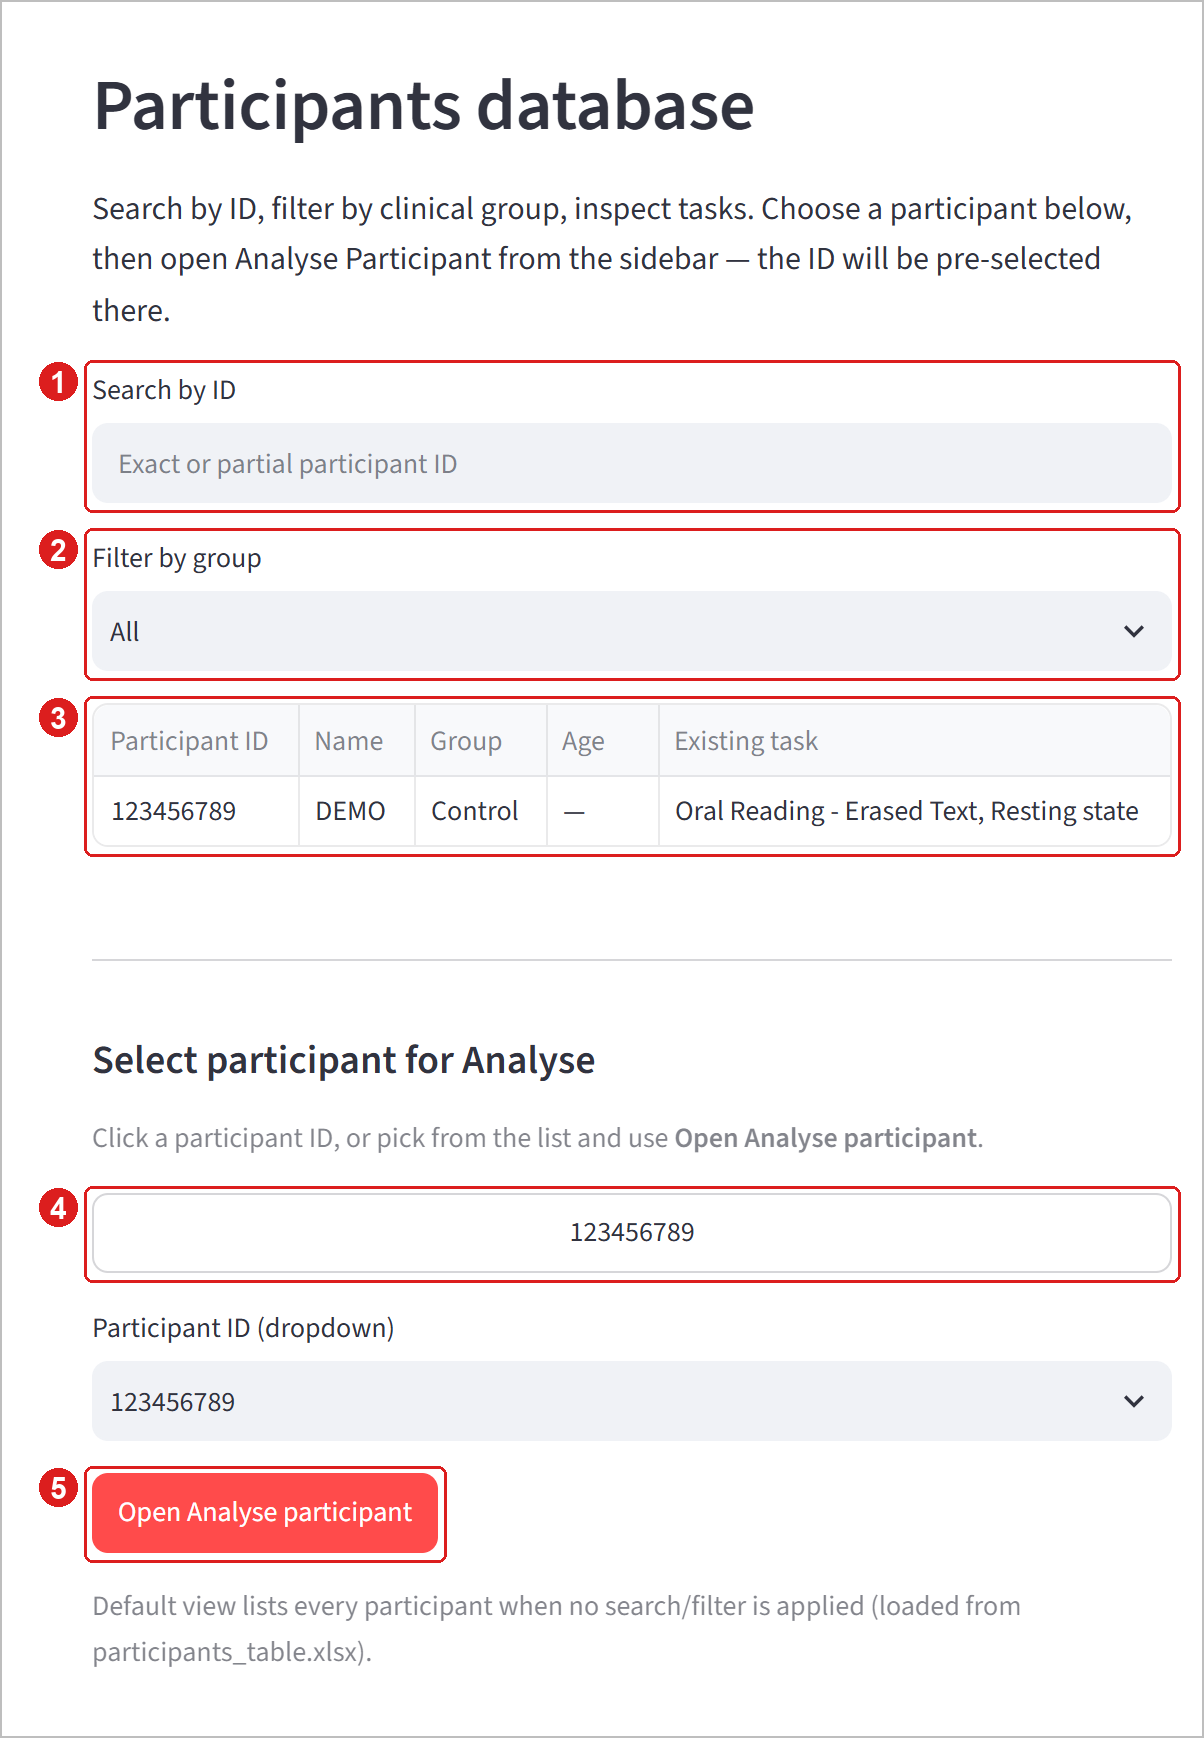 Participants database
Search by ID, filter by clinical group, inspect tasks. Choose a participant below,
then open Analyse Participant from the sidebar — the ID will be pre-selected
there.
1
Search by ID
Exact or partial participant ID
2
Filter by group
All
3
Participant ID Name Group Age Existing task
123456789 DEMO Control — Oral Reading - Erased Text, Resting state
Select participant for Analyse
Click a participant ID, or pick from the list and use Open Analyse participant.
4
123456789
Participant ID (dropdown)
123456789
5
Open Analyse participant
Default view lists every participant when no search/filter is applied (loaded from
participants_table.xlsx).